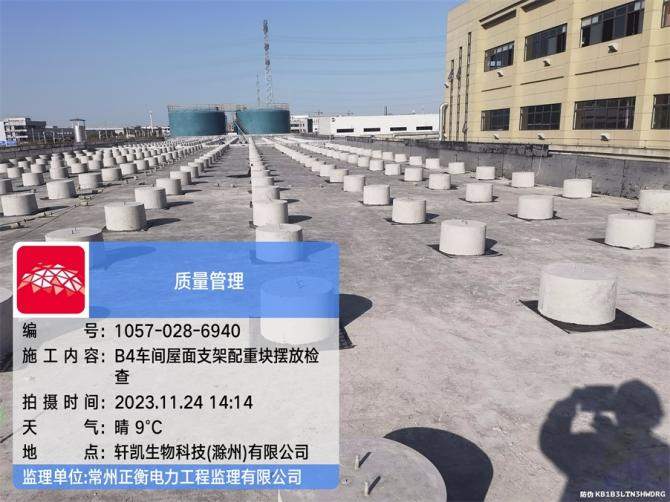 质量管理
编号：1057-028-6940
施工内容：B4车间屋面支架配重块摆放检
查
拍摄时间：2023.11.24 14:14
天气：晴 9°C
地点：轩凯生物科技(滁州)有限公司
监理单位:常州正衡电力工程监理有限公司
防伪 KB1B3LTN3HWDRG